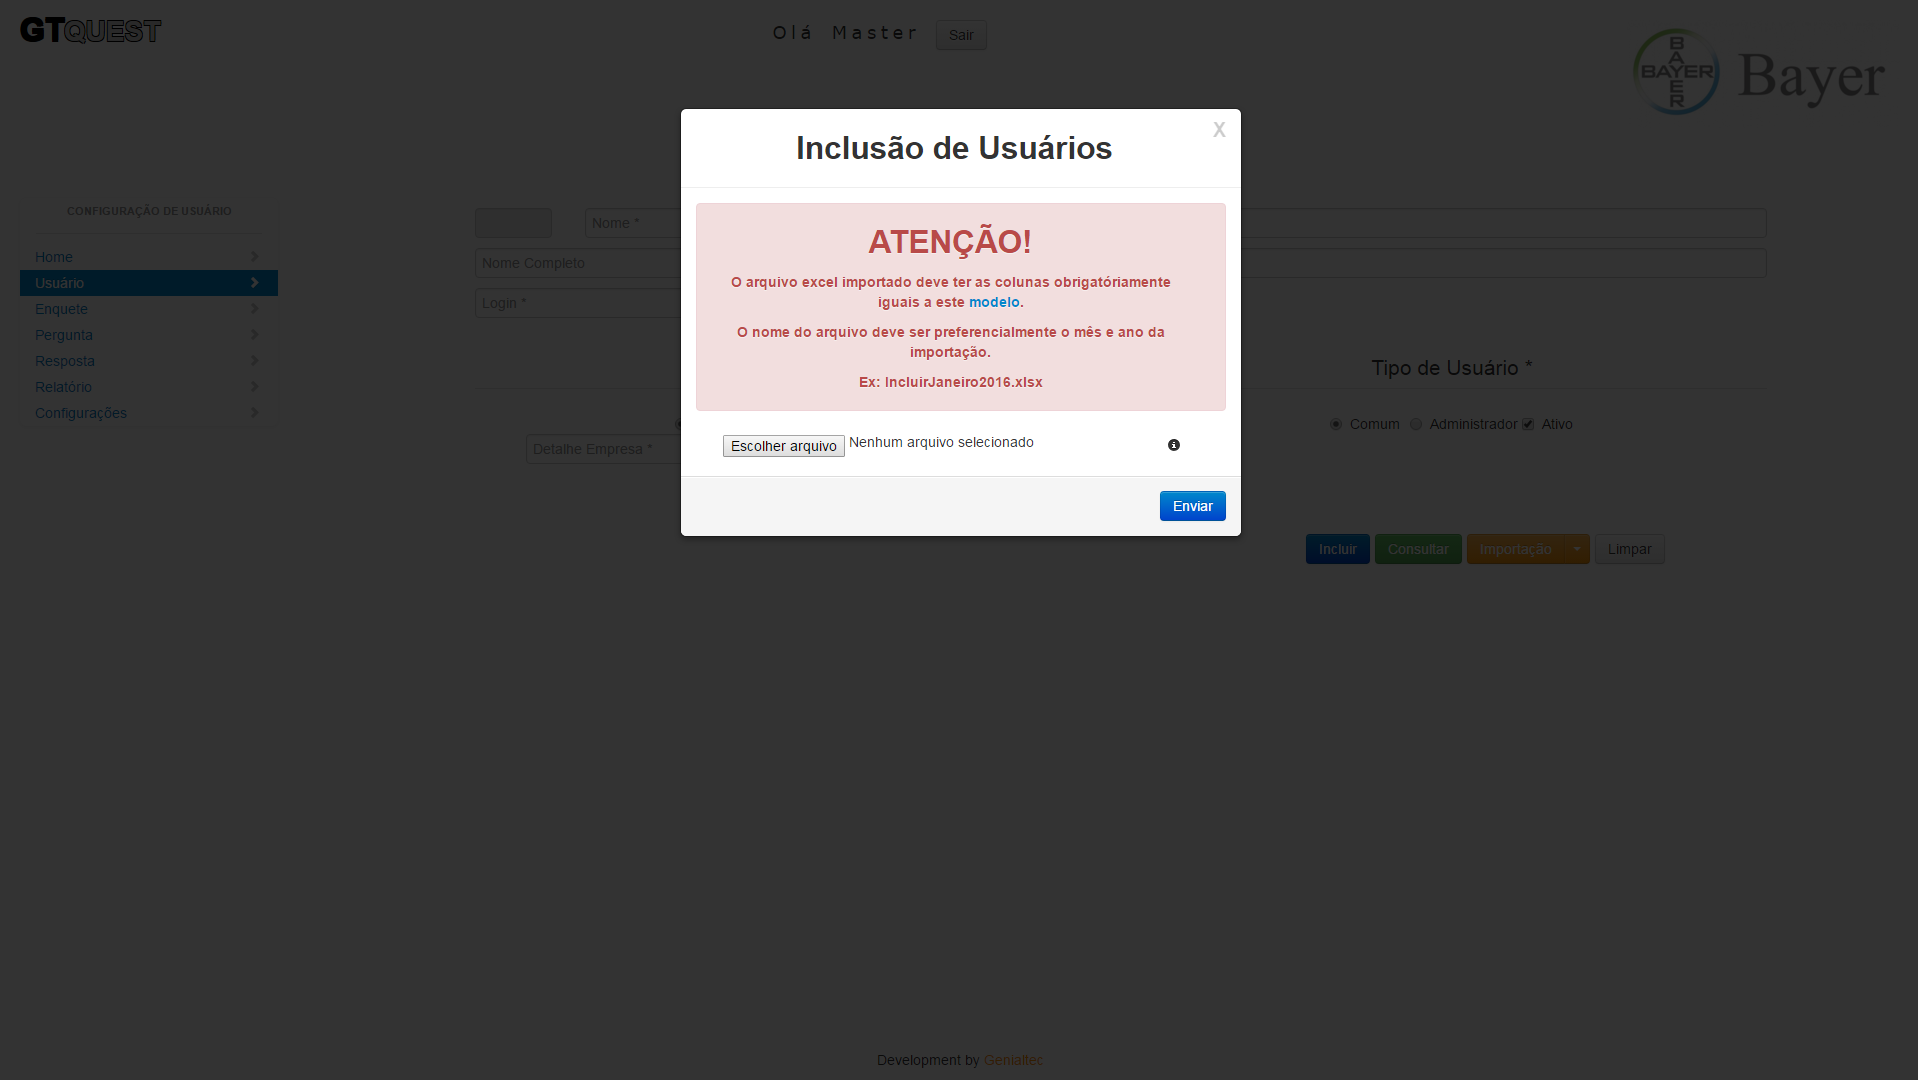 GTQUEST
Olá Master
Sair
BAYER
BAYER
Bayer
Inclusão de Usuários
X
ATENÇÃO!
O arquivo excel importado deve ter as colunas obrigatóriamente
iguais a este modelo.
O nome do arquivo deve ser preferencialmente o mês e ano da
importação.
Ex: IncluirJaneiro2016.xlsx
Escolher arquivo Nenhum arquivo selecionado
Enviar
CONFIGURAÇÃO DE USUÁRIO
Home
Usuário
Enquete
Pergunta
Resposta
Relatório
Configurações
Nome *
Nome Completo
Login *
Tipo de Usuário *
Comum Administrador Ativo
Detalhe Empresa *
Incluir Consultar Importação Limpar
Development by Genialtec